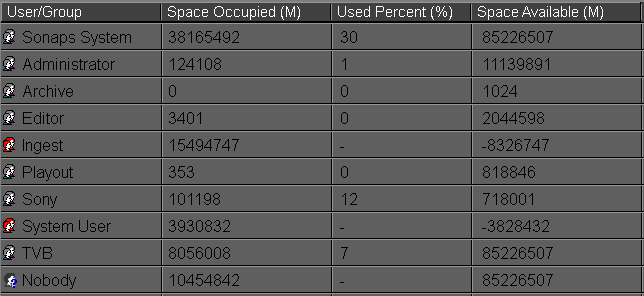 User/Group Space Occupied (M) Used Percent (%) Space Available (M)
Sonaps System 38165492 30 85226507
Administrator 124108 1 11139891
Archive 0 0 1024
Editor 3401 0 2044598
Ingest 15494747 - -8326747
Playout 353 0 818846
Sony 101198 12 718001
System User 3930832 - -3828432
TVB 8056008 7 85226507
Nobody 10454842 - 85226507